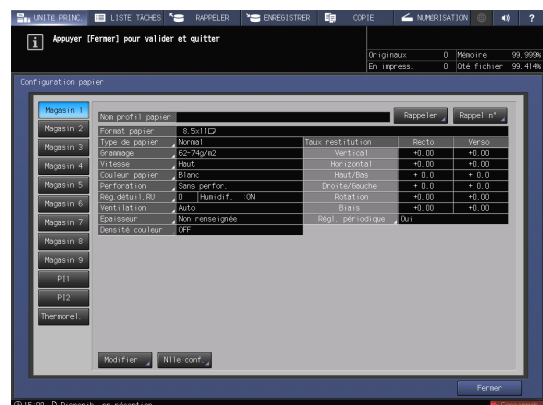 UNITE PRINC. LISTE TÂCHES RAPPELER ENREGISTRER COPIE NUMERISATION ?
Appuyer [Fermer] pour valider et quitter
Originaux 0 Mémoire 99.999%
En impress. 0 Qté fichier 99.414%
Configuration papier
Magasin 1
Magasin 2
Magasin 3
Magasin 4
Magasin 5
Magasin 6
Magasin 7
Magasin 8
Magasin 9
PI1
PI2
Thermorel.
Nom profil papier Rappeler Rappel n°
Format papier 8.5x11
Type de papier Normal Taux restitution Recto Verso
Grammage 62-74g/m2 Vertical +0.00 +0.00
Vitesse Haut Horizontal +0.00 +0.00
Couleur papier Blanc Haut/Bas + 0.0 + 0.0
Perforation Sans perfor. Droite/Gauche + 0.0 + 0.0
Rég.détuil.RU 0 Humidif. :ON Rotation +0.00 +0.00
Ventilation Auto Biais +0.00 +0.00
Epaisseur Non renseignée Régl. périodique Oui
Densité couleur OFF
Modifier Nlle conf.
Fermer